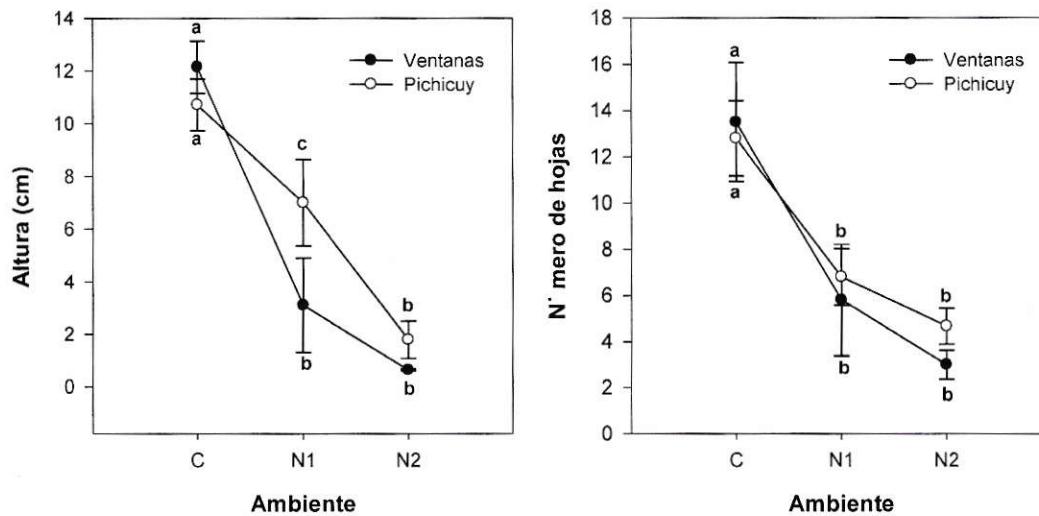 14
12
10
8
6
4
2
0
Altura (cm)
a
a
c
b
b
b
Ventanas
Pichicuy
C
N1
N2
Ambiente
18
16
14
12
10
8
6
4
2
0
N˙ mero de hojas
a
a
b
b
b
b
Ventanas
Pichicuy
C
N1
N2
Ambiente